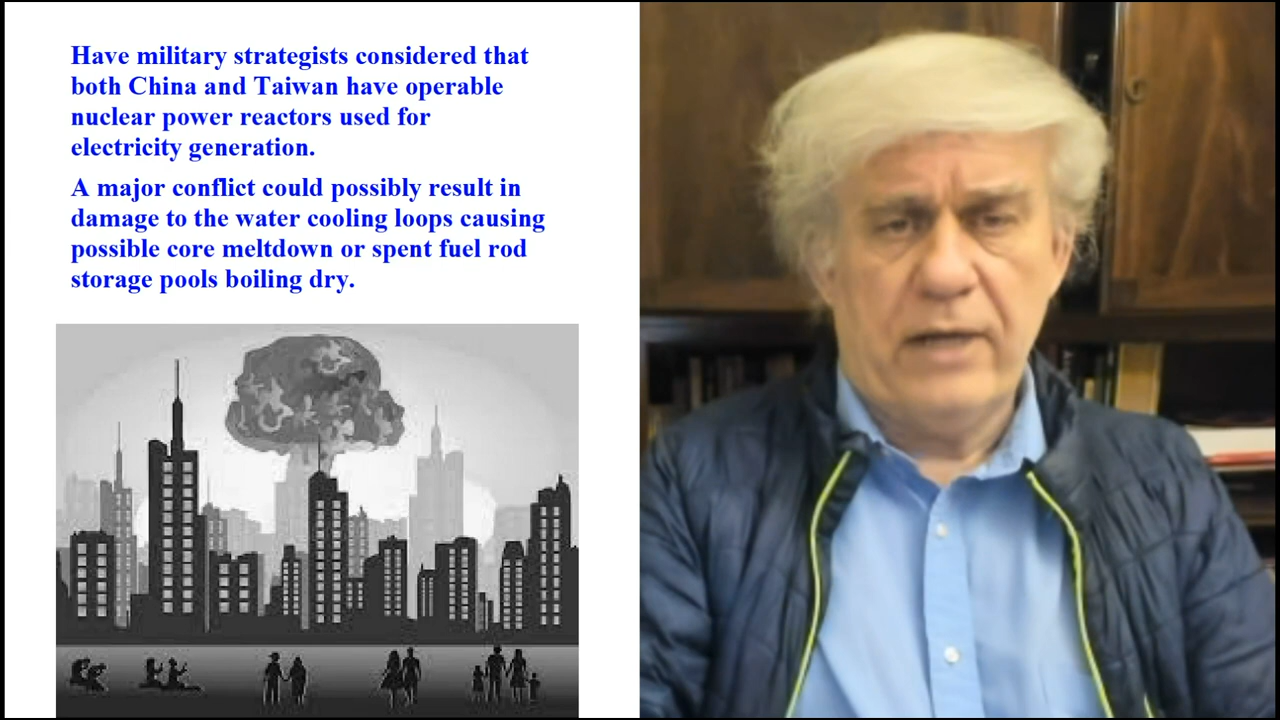 Have military strategists considered that
both China and Taiwan have operable
nuclear power reactors used for
electricity generation.
A major conflict could possibly result in
damage to the water cooling loops causing
possible core meltdown or spent fuel rod
storage pools boiling dry.